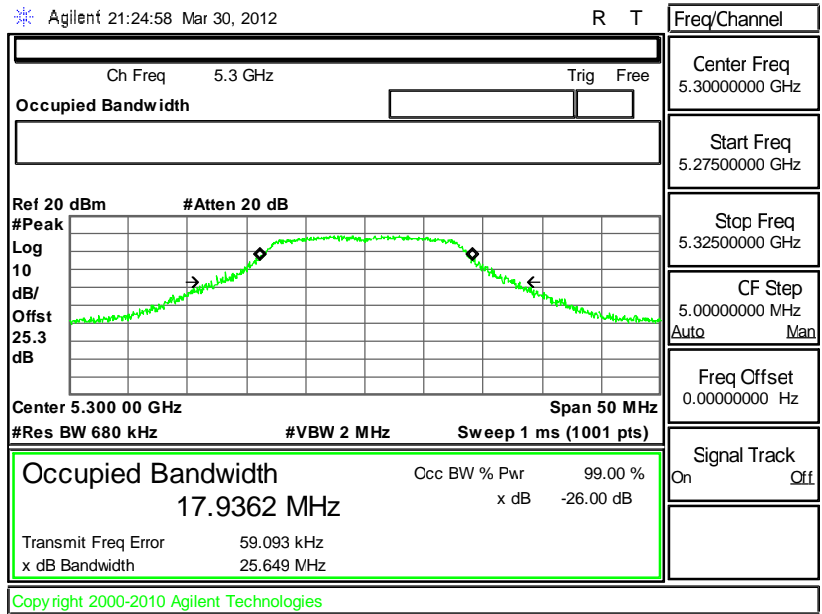 Agilent 21:24:58 Mar 30, 2012 R T
Freq/Channel
Ch Freq 5.3 GHz Trig Free
Occupied Bandwidth
Center Freq
5.30000000 GHz
Start Freq
5.27500000 GHz
Stop Freq
5.32500000 GHz
CF Step
5.00000000 MHz
Auto Man
Freq Offset
0.00000000 Hz
Signal Track
On Off
Ref 20 dBm #Atten 20 dB
#Peak
Log
10
dB/
Offst
25.3
dB
Center 5.300 00 GHz Span 50 MHz
#Res BW 680 kHz #VBW 2 MHz Sweep 1 ms (1001 pts)
Occupied Bandwidth
17.9362 MHz
Occ BW % Pwr 99.00 %
x dB -26.00 dB
Transmit Freq Error 59.093 kHz
x dB Bandwidth 25.649 MHz
Copyright 2000-2010 Agilent Technologies